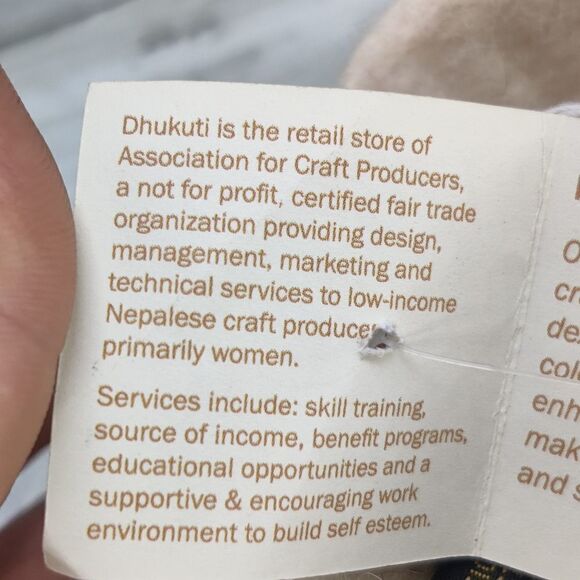 Dhukuti is the retail store of
Association for Craft Producers,
a not for profit, certified fair trade
organization providing design,
management, marketing and
technical services to low-income
Nepalese craft
primarily women.
Services include: skill training,
source of income, benefit programs,
educational opportunities and a
supportive & encouraging work
environment to build self esteem.
and